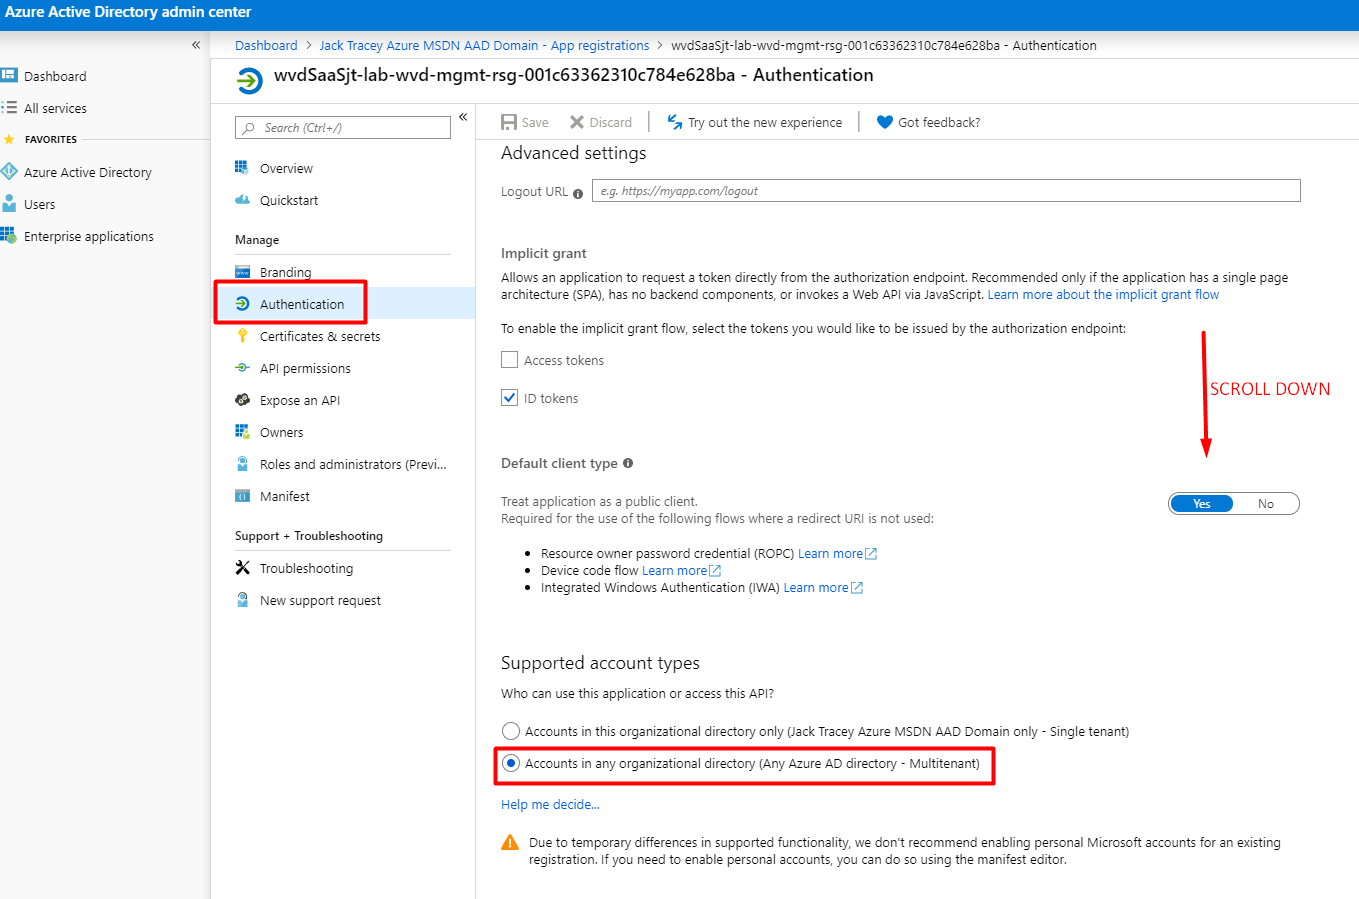 Azure Active Directory admin center
«
Dashboard
All services
FAVORITES
Azure Active Directory
Users
Enterprise applications
Dashboard > Jack Tracey Azure MSDN AAD Domain - App registrations > wvdSaaSjt-lab-wvd-mgmt-rsg-001c63362310c784e628ba - Authentication
wvdSaaSjt-lab-wvd-mgmt-rsg-001c63362310c784e628ba - Authentication
Search (Ctrl+/)
«
Overview
Quickstart
Manage
Branding
Authentication
Certificates & secrets
API permissions
Expose an API
Owners
Roles and administrators (Previ...
Manifest
Support + Troubleshooting
Troubleshooting
New support request
Save Discard Try out the new experience Got feedback?
Advanced settings
Logout URL e.g. https://myapp.com/logout
Implicit grant
Allows an application to request a token directly from the authorization endpoint. Recommended only if the application has a single page
architecture (SPA), has no backend components, or invokes a Web API via JavaScript. Learn more about the implicit grant flow
To enable the implicit grant flow, select the tokens you would like to be issued by the authorization endpoint:
Access tokens
SCROLL DOWN
ID tokens
Default client type
Treat application as a public client.
Yes No
Required for the use of the following flows where a redirect URI is not used:
• Resource owner password credential (ROPC) Learn more
• Device code flow Learn more
• Integrated Windows Authentication (IWA) Learn more
Supported account types
Who can use this application or access this API?
Accounts in this organizational directory only (Jack Tracey Azure MSDN AAD Domain only - Single tenant)
Accounts in any organizational directory (Any Azure AD directory - Multitenant)
Help me decide...
Due to temporary differences in supported functionality, we don't recommend enabling personal Microsoft accounts for an existing
registration. If you need to enable personal accounts, you can do so using the manifest editor.